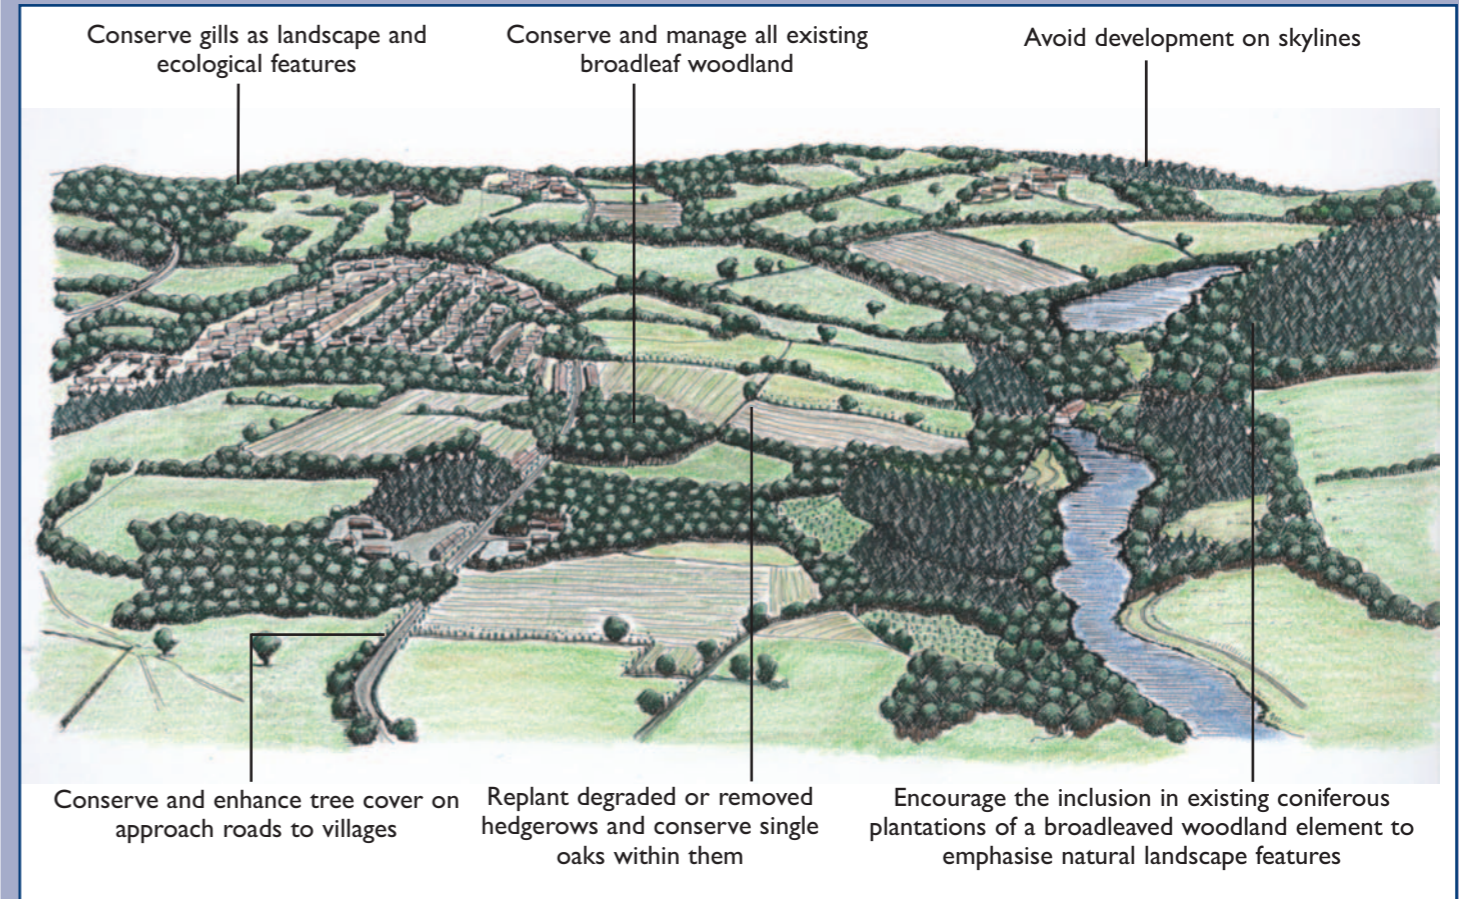 Conserve gills as landscape and
ecological features
Conserve and manage all existing
broadleaf woodland
Avoid development on skylines
Conserve and enhance tree cover on
approach roads to villages
Replant degraded or removed
hedgerows and conserve single
oaks within them
Encourage the inclusion in existing coniferous
plantations of a broadleaved woodland element to
emphasise natural landscape features